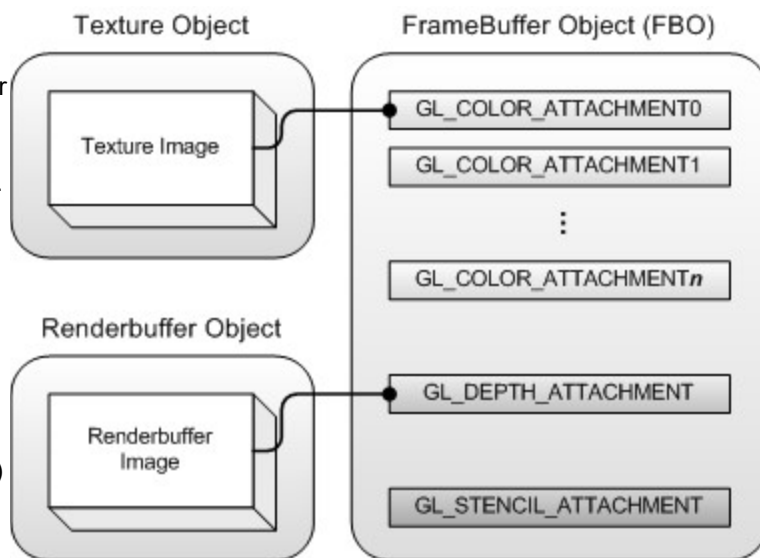 Texture Object
FrameBuffer Object (FBO)
r
Texture Image
GL_COLOR_ATTACHMENT0
GL_COLOR_ATTACHMENT1
⋮
GL_COLOR_ATTACHMENTn
Renderbuffer Object
Renderbuffer
Image
GL_DEPTH_ATTACHMENT
)
GL_STENCIL_ATTACHMENT